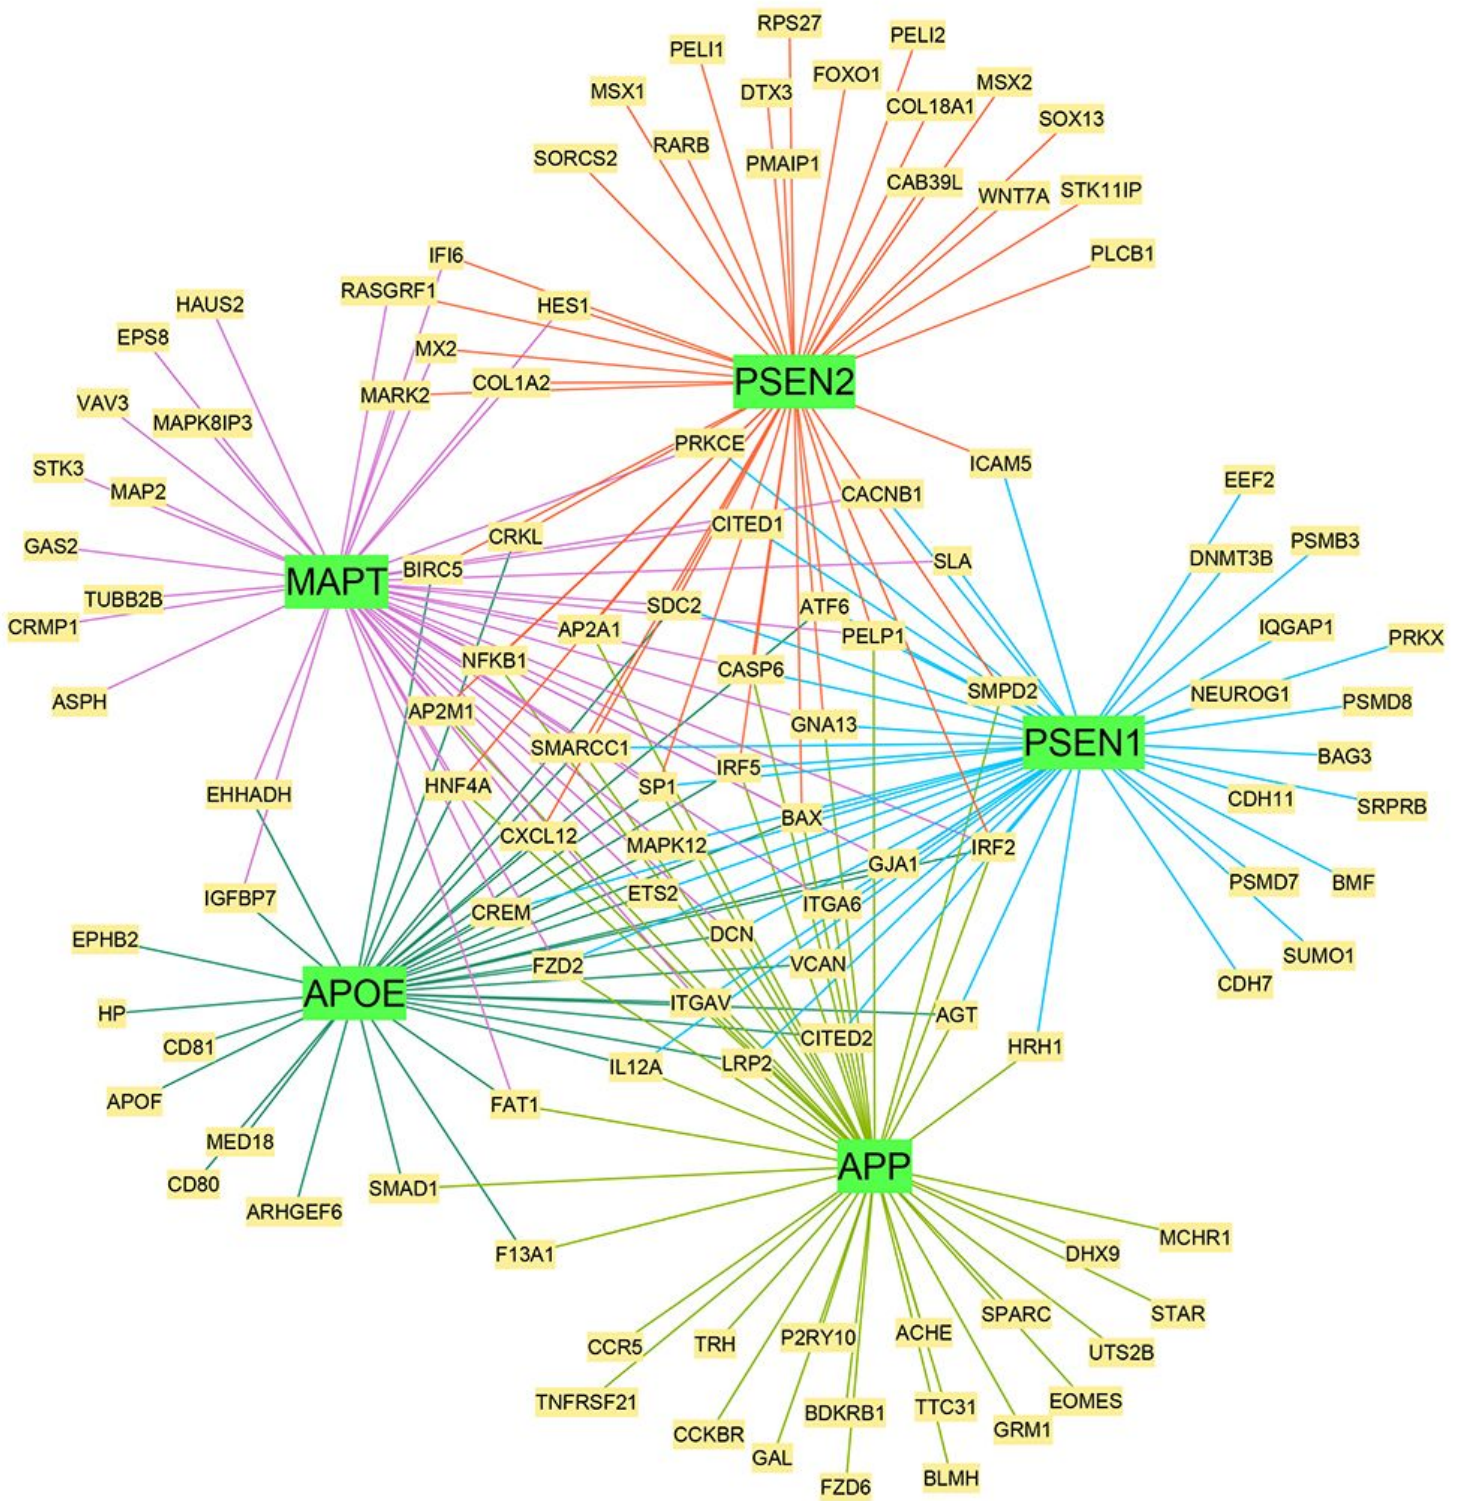 RPS27
PELI2
PELI1
FOXO1
MSX2
DTX3
MSX1
COL18A1
SOX13
RARB
SORCS2
PMAIP1
CAB39L
WNT7A
STK11IP
PLCB1
IFI6
RASGRF1
HES1
HAUS2
EPS8
MX2
PSEN2
COL1A2
MARK2
VAV3
MAPK8IP3
PRKCE
ICAM5
STK3
MAP2
CACNB1
EEF2
CITED1
CRKL
PSMB3
GAS2
DNMT3B
SLA
BIRC5
MAPT
TUBB2B
SDC2
ATF6
CRMP1
AP2A1
PELP1
IQGAP1
PRKX
NFKB1
CASP6
SMPD2
NEUROG1
ASPH
PSMD8
AP2M1
GNA13
PSEN1
SMARCC1
BAG3
IRF5
HNF4A
SP1
EHHADH
CDH11
SRPRB
BAX
CXCL12
MAPK12
IRF2
GJA1
PSMD7
BMF
ETS2
IGFBP7
ITGA6
CREM
DCN
EPHB2
SUMO1
FZD2
VCAN
CDH7
APOE
ITGAV
HP
AGT
CITED2
CD81
HRH1
LRP2
IL12A
APOF
FAT1
MED18
APP
CD80
SMAD1
ARHGEF6
MCHR1
F13A1
DHX9
SPARC
STAR
ACHE
P2RY10
TRH
CCR5
UTS2B
TNFRSF21
EOMES
TTC31
BDKRB1
GRM1
CCKBR
GAL
BLMH
FZD6